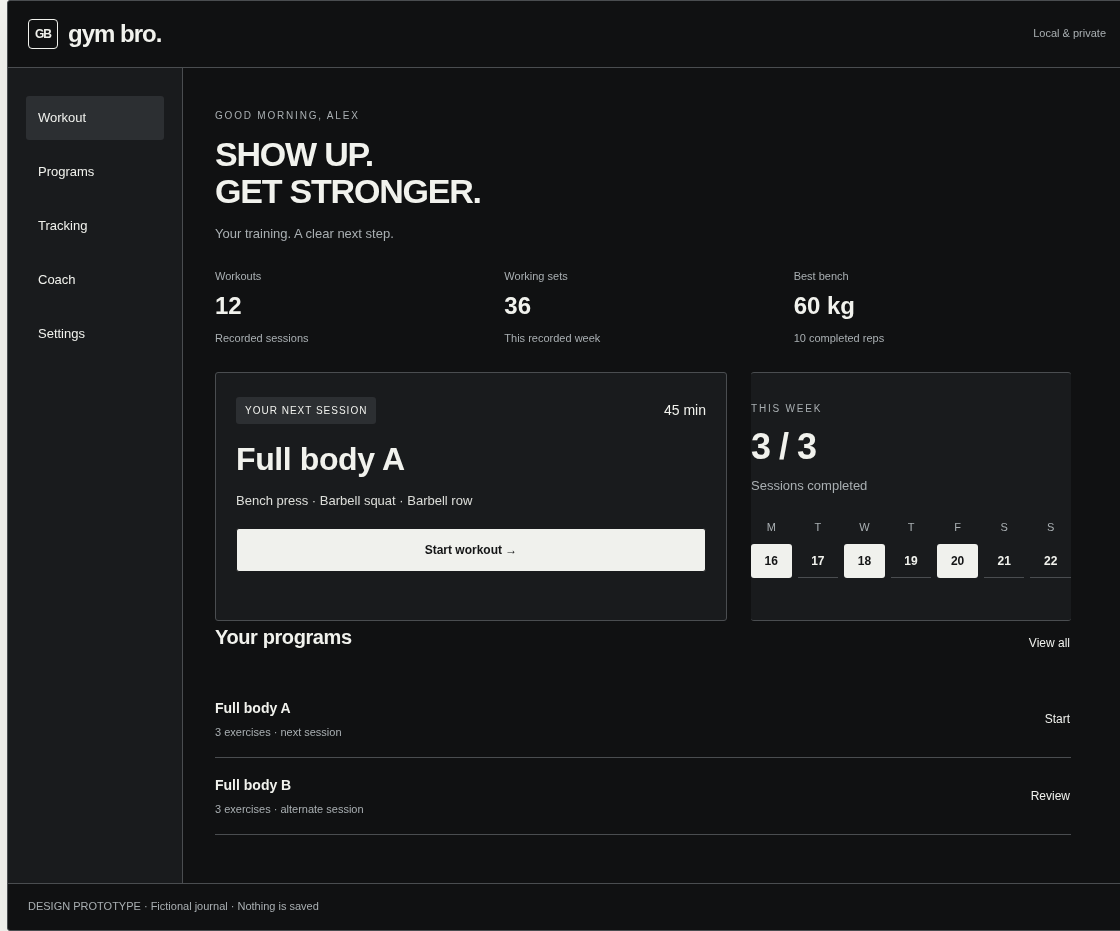 GB gym bro.
Local & private
Workout
Programs
Tracking
Coach
Settings
GOOD MORNING, ALEX
SHOW UP.
GET STRONGER.
Your training. A clear next step.
Workouts
12
Recorded sessions
Working sets
36
This recorded week
Best bench
60 kg
10 completed reps
YOUR NEXT SESSION
45 min
Full body A
Bench press · Barbell squat · Barbell row
Start workout →
THIS WEEK
3 / 3
Sessions completed
M T W T F S S
16 17 18 19 20 21 22
Your programs
View all
Full body A
3 exercises · next session
Start
Full body B
3 exercises · alternate session
Review
DESIGN PROTOTYPE · Fictional journal · Nothing is saved